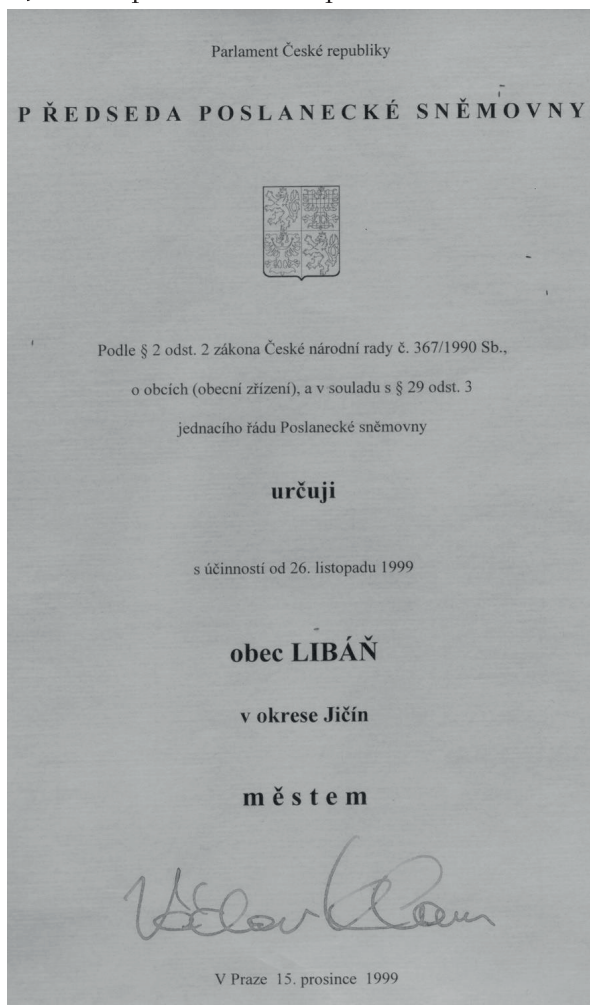 Parlament České republiky
PŘEDSEDA POSLANECKÉ SNĚMOVNY
Podle § 2 odst. 2 zákona České národní rady č. 367/1990 Sb.,
o obcích (obecní zřízení), a v souladu s § 29 odst. 3
jednacího řádu Poslanecké sněmovny
určuji
s účinností od 26. listopadu 1999
obec LIBÁŇ
v okrese Jičín
městem
Václav Klaus
V Praze 15. prosince 1999